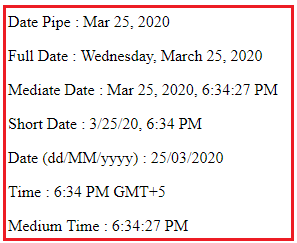 Date Pipe : Mar 25, 2020
Full Date : Wednesday, March 25, 2020
Mediate Date : Mar 25, 2020, 6:34:27 PM
Short Date : 3/25/20, 6:34 PM
Date (dd/MM/yyyy) : 25/03/2020
Time : 6:34 PM GMT+5
Medium Time : 6:34:27 PM